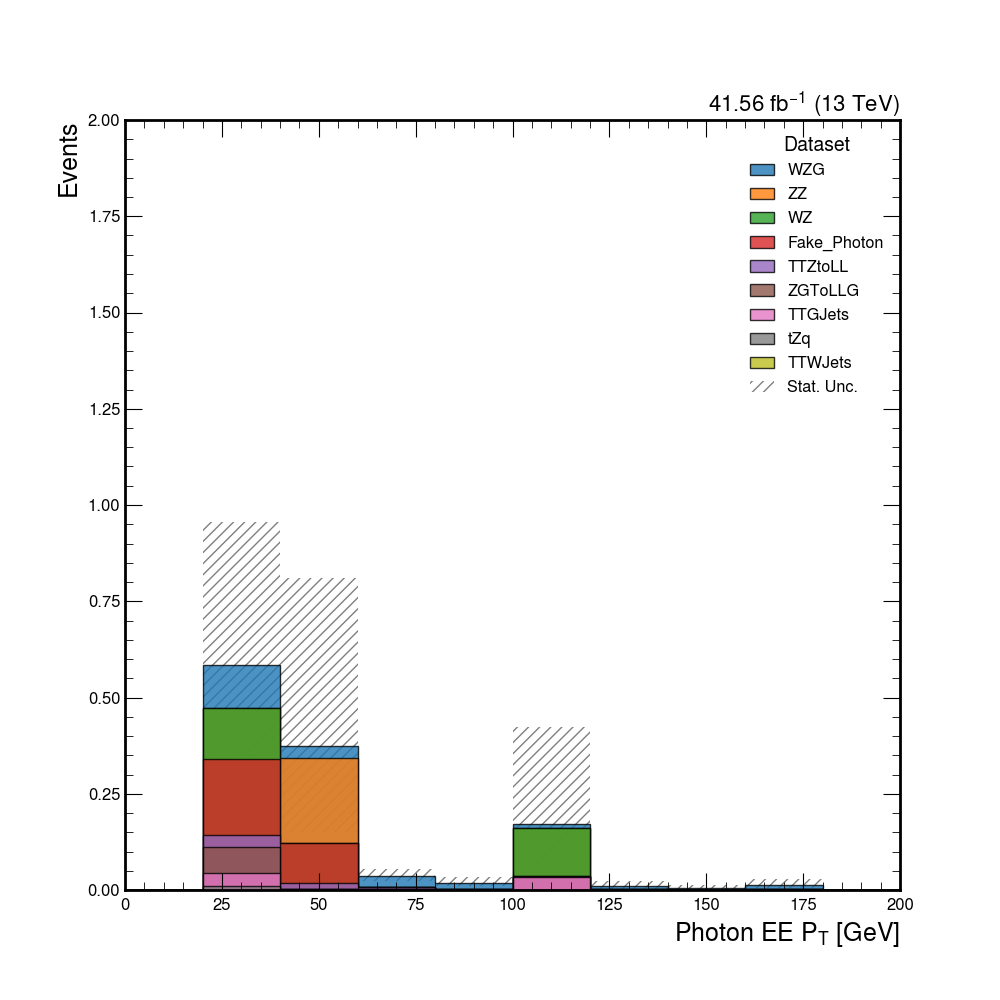 41.56 fb⁻¹ (13 TeV)
Events
2.00
1.75
1.50
1.25
1.00
0.75
0.50
0.25
0.00
Dataset
WZG
ZZ
WZ
Fake_Photon
TTZtoLL
ZGToLLG
TTGJets
tZq
TTWJets
Stat. Unc.
0 25 50 75 100 125 150 175 200
Photon EE P_T [GeV]